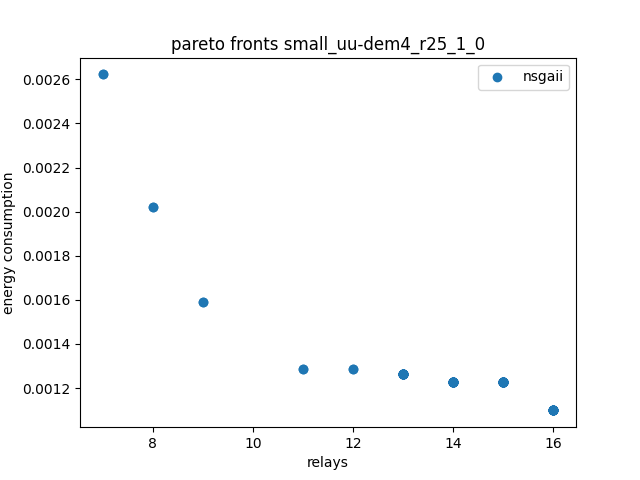 pareto fronts small_uu-dem4_r25_1_0
nsgaii
energy consumption
0.0026
0.0024
0.0022
0.0020
0.0018
0.0016
0.0014
0.0012
8 10 12 14 16
relays